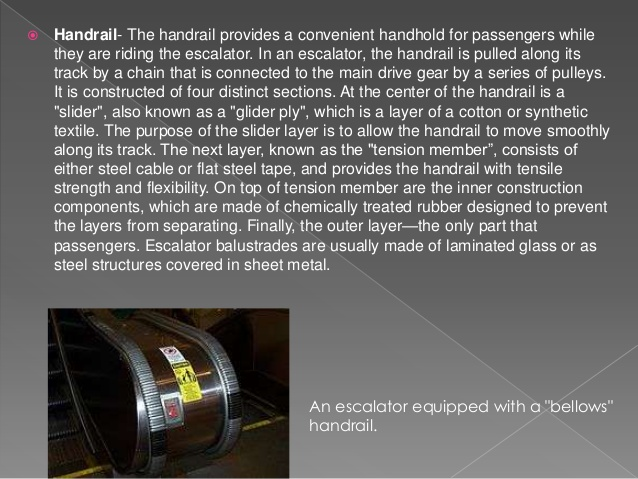 Handrail- The handrail provides a convenient handhold for passengers while
they are riding the escalator. In an escalator, the handrail is pulled along its
track by a chain that is connected to the main drive gear by a series of pulleys.
It is constructed of four distinct sections. At the center of the handrail is a
"slider", also known as a "glider ply", which is a layer of a cotton or synthetic
textile. The purpose of the slider layer is to allow the handrail to move smoothly
along its track. The next layer, known as the "tension member”, consists of
either steel cable or flat steel tape, and provides the handrail with tensile
strength and flexibility. On top of tension member are the inner construction
components, which are made of chemically treated rubber designed to prevent
the layers from separating. Finally, the outer layer—the only part that
passengers. Escalator balustrades are usually made of laminated glass or as
steel structures covered in sheet metal.
An escalator equipped with a "bellows"
handrail.